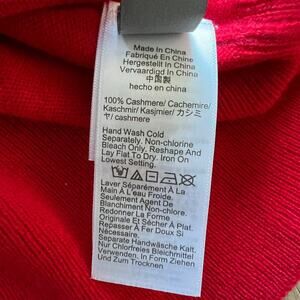 Made In China
Fabriqué En Chine
Hergestellt In China
Vervaardigd In China
中国製
hecho en china
100% Cashmere/ Cachemire/
Kaschmir/ Kasjmier/ カシミ
ヤ/ cashmere
Hand Wash Cold
Separately. Non-chlorine
Bleach Only. Reshape And
Lay Flat To Dry. Iron On
Lowest Setting.
Laver Séparément À La
Main À L'eau Froide.
Seulement Agent De
Blanchiment Non-chlore.
Redonner La Forme
Originale Et Sécher À Plat.
Repasser À Fer Doux Si
Nécessaire.
Separate Handwäsche Kalt.
Nur Chlorfreies Bleichmittel
Verwenden. In Form Ziehen
Und Zum Trocknen